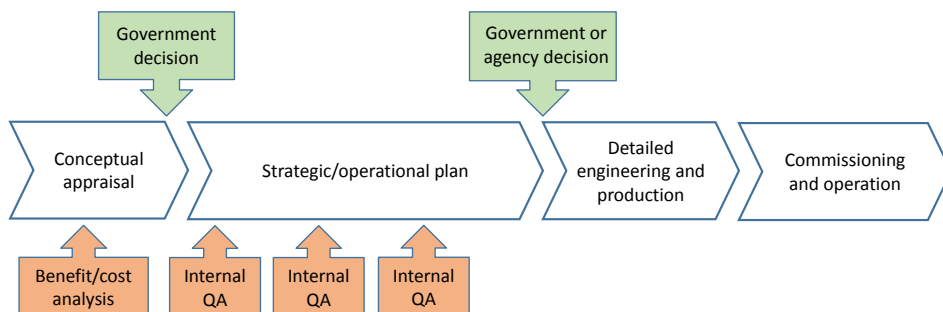 Government
decision
Government or
agency decision
Conceptual
appraisal
Strategic/operational plan
Detailed
engineering and
production
Commissioning
and operation
Benefit/cost
analysis
Internal
QA
Internal
QA
Internal
QA